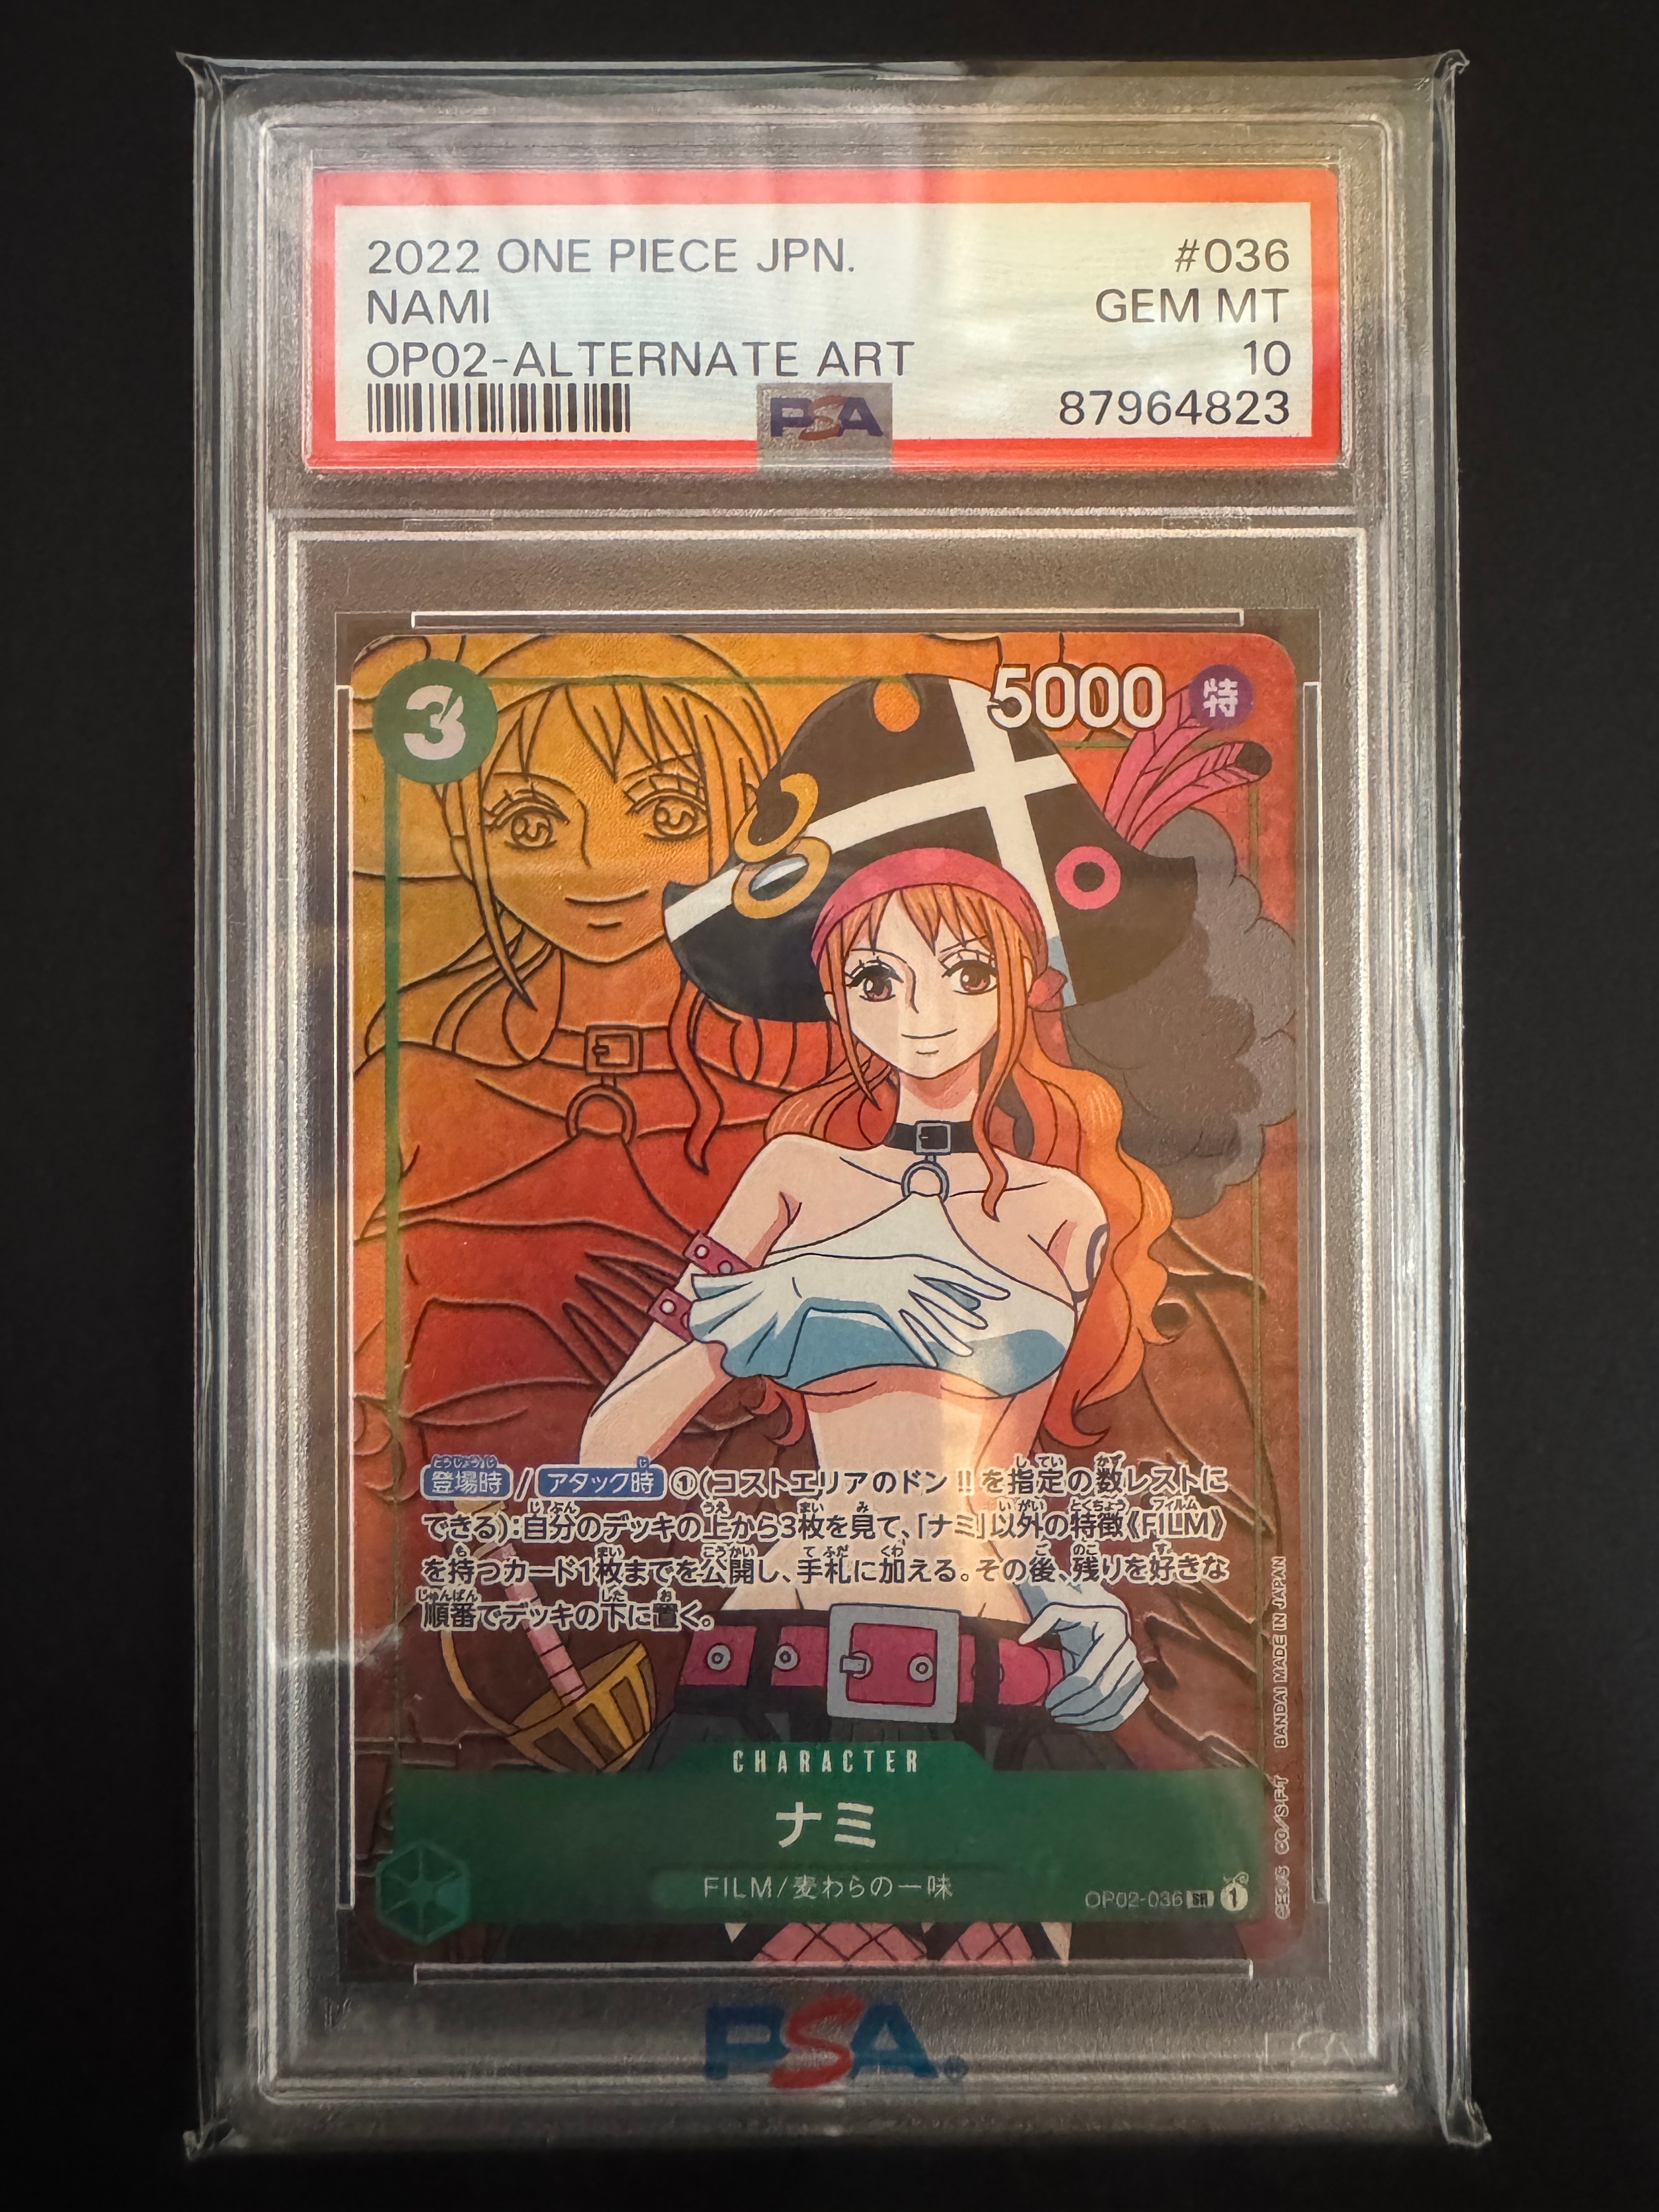 2022 ONE PIECE JPN. #036
NAMI GEM MT
OP02-ALTERNATE ART 10
PSA 87964823
3 5000 特
登場時 / アタック時 ①(コストエリアのドン!!を指定の数レストに
できる):自分のデッキの上から3枚を見て、「ナミ」以外の特徴《FILM》
を持つカード1枚までを公開し、手札に加える。その後、残りを好きな
順番でデッキの下に置く。
BANDAI MADE IN JAPAN
CHARACTER
ナミ
FILM/麦わらの一味
OP02-036 SR 1
PSA